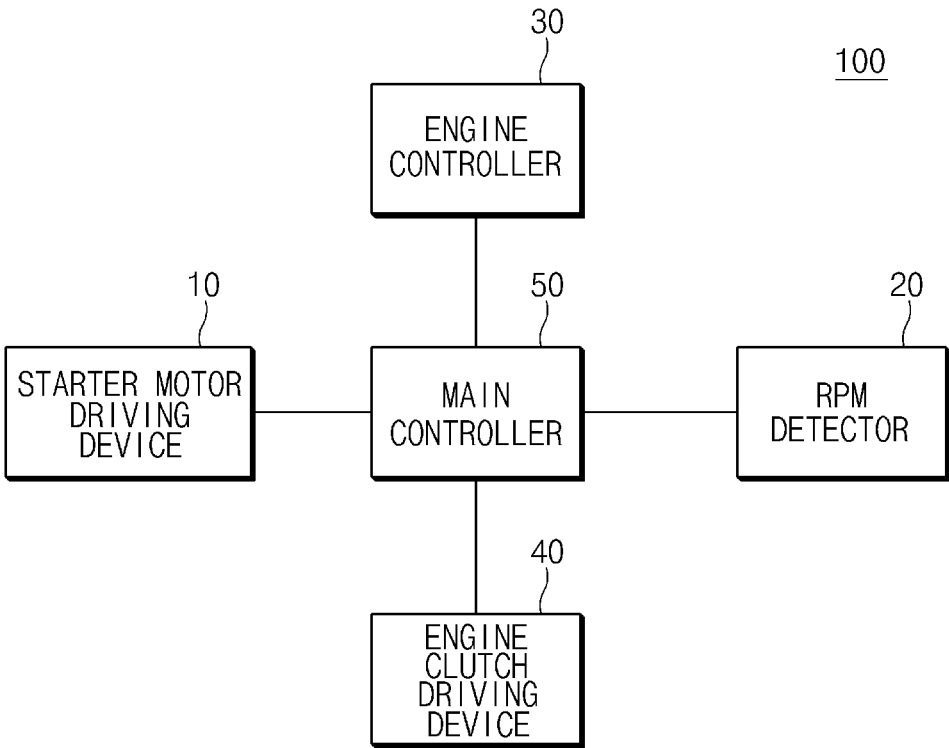 30
100
ENGINE
CONTROLLER
10
50
20
STARTER MOTOR
DRIVING
DEVICE
MAIN
CONTROLLER
RPM
DETECTOR
40
ENGINE
CLUTCH
DRIVING
DEVICE